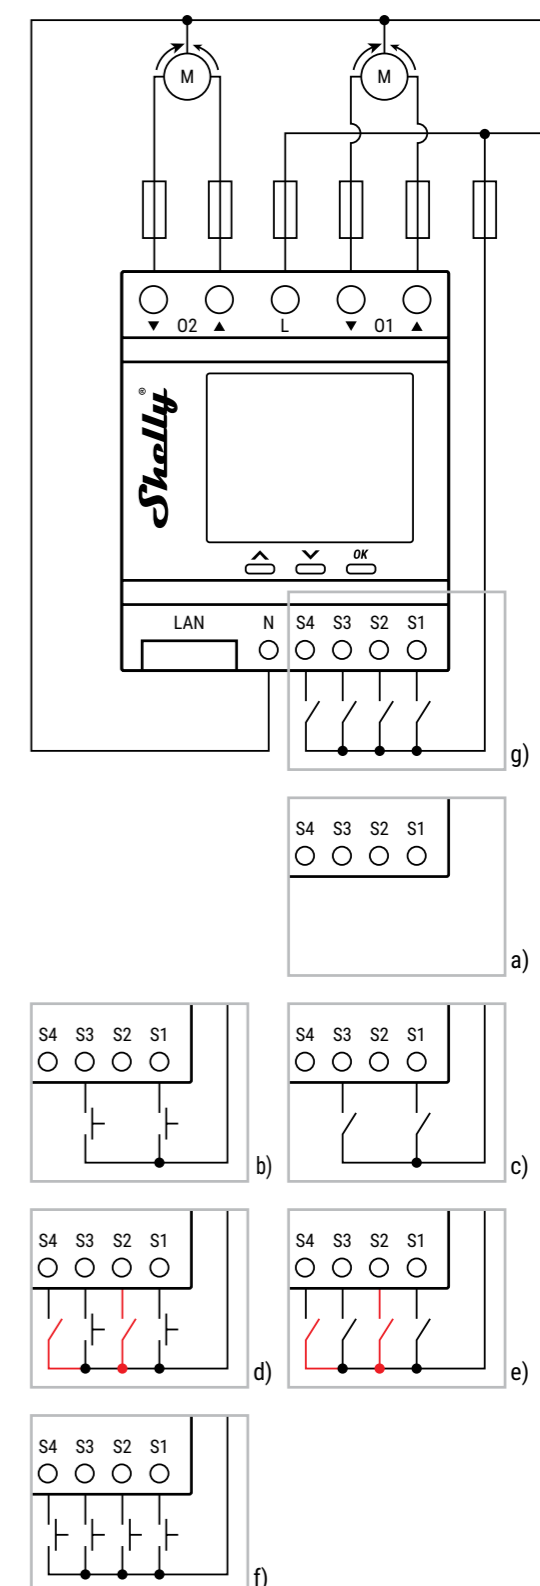 M M
▼ O2 ▲ L ▼ O1 ▲
Shelly®
OK
LAN N S4 S3 S2 S1
g)
S4 S3 S2 S1
a)
S4 S3 S2 S1
b)
S4 S3 S2 S1
c)
S4 S3 S2 S1
d)
S4 S3 S2 S1
e)
S4 S3 S2 S1
f)